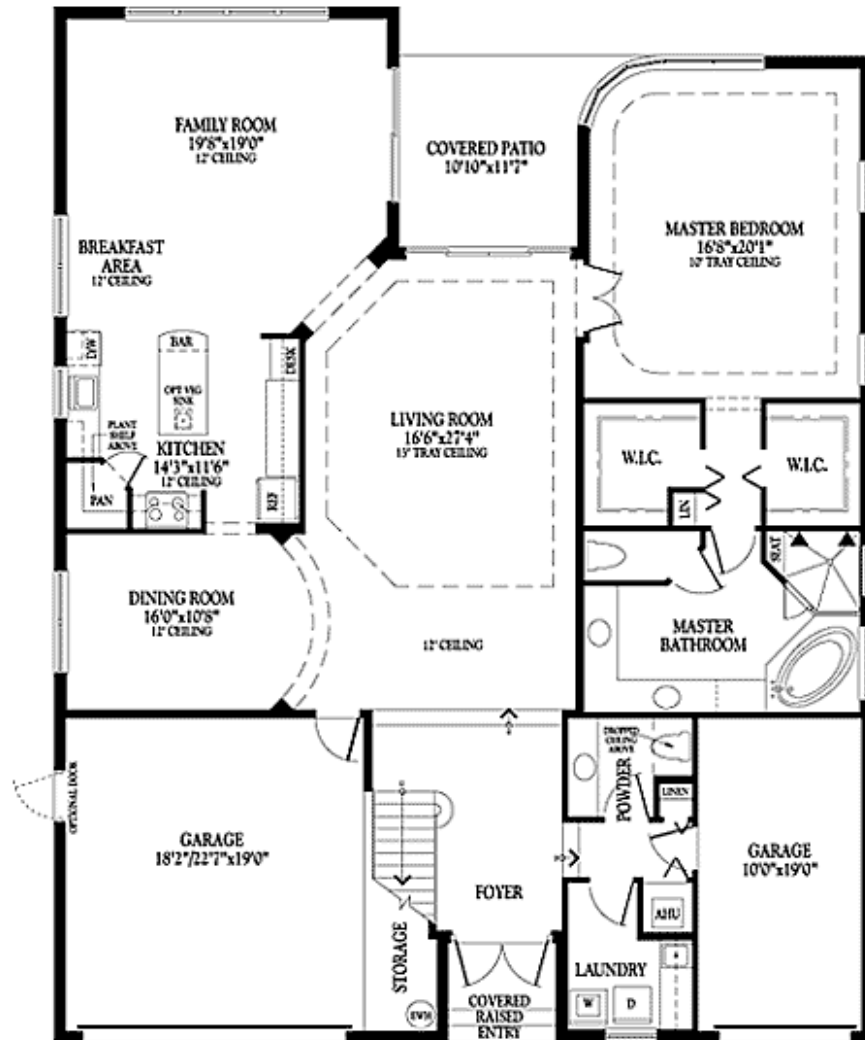 FAMILY ROOM
19'8"x19'0"
12' CEILING
COVERED PATIO
10'10"x11'7"
MASTER BEDROOM
16'8"x20'1"
10' TRAY CEILING
BREAKFAST
AREA
12' CEILING
D/W
BAR
DESK
OPT VEG
SINK
PLANT
SHELF
ABOVE
KITCHEN
14'3"x11'6"
12' CEILING
PAN
REF
LIVING ROOM
16'6"x27'4"
13' TRAY CEILING
12' CEILING
W.I.C.
W.I.C.
LIN
SEAT
MASTER
BATHROOM
DINING ROOM
16'0"x10'8"
12' CEILING
OPTIONAL DOOR
GARAGE
18'2"/22'7"x19'0"
STORAGE
EWH
FOYER
COVERED
RAISED
ENTRY
DROPPED
CEILING
ABOVE
POWDER
LINEN
AHU
LAUNDRY
W
D
GARAGE
10'0"x19'0"